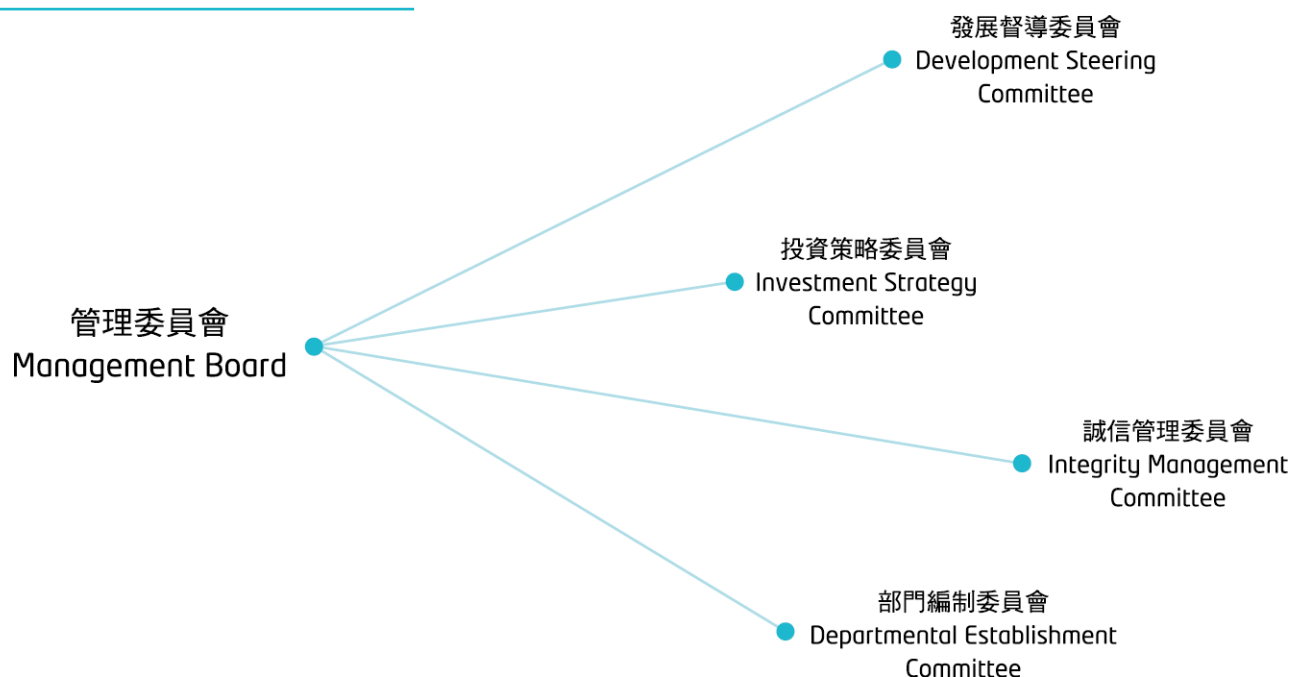 發展督導委員會
Development Steering
Committee
投資策略委員會
Investment Strategy
Committee
管理委員會
Management Board
誠信管理委員會
Integrity Management
Committee
部門編制委員會
Departmental Establishment
Committee